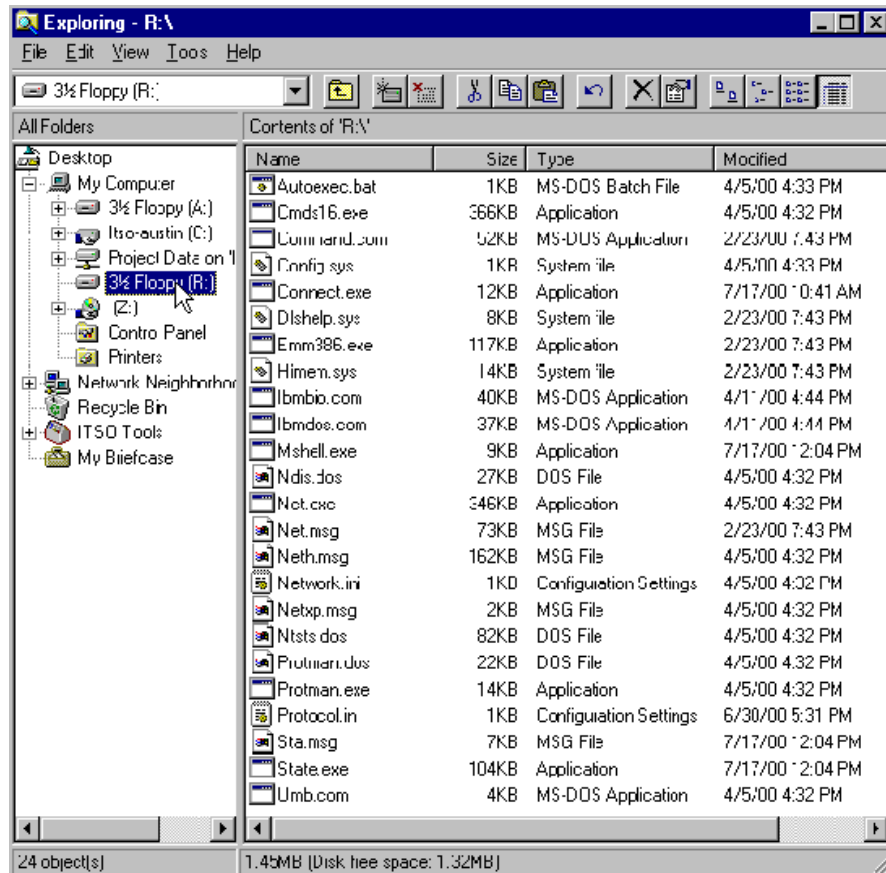 Exploring - R:\
File Edit View Tools Help
3½ Floppy (R:)
All Folders
Contents of 'R:\'
Desktop
My Computer
3½ Floppy (A:)
Itso-austin (C:)
Project Data on 'I
3½ Floppy (R:)
(Z:)
Control Panel
Printers
Network Neighborhoo
Recycle Bin
ITSO Tools
My Briefcase
Name Size Type Modified
Autoexec.bat 1KB MS-DOS Batch File 4/5/00 4:33 PM
Cmds16.exe 366KB Application 4/5/00 4:32 PM
Command.com 52KB MS-DOS Application 2/23/00 7:43 PM
Config.sys 1KB System file 4/5/00 4:33 PM
Connect.exe 12KB Application 7/17/00 10:41 AM
Dlshelp.sys 8KB System file 2/23/00 7:43 PM
Emm386.exe 117KB Application 2/23/00 7:43 PM
Himem.sys 14KB System file 2/23/00 7:43 PM
Ibmbio.com 40KB MS-DOS Application 4/11/00 4:44 PM
Ibmdos.com 37KB MS-DOS Application 4/11/00 4:44 PM
Mshell.exe 9KB Application 7/17/00 12:04 PM
Ndis.dos 27KB DOS File 4/5/00 4:32 PM
Net.exe 346KB Application 4/5/00 4:32 PM
Net.msg 73KB MSG File 2/23/00 7:43 PM
Neth.msg 162KB MSG File 4/5/00 4:32 PM
Network.ini 1KB Configuration Settings 4/5/00 4:32 PM
Netxp.msg 2KB MSG File 4/5/00 4:32 PM
Ntsts.dos 82KB DOS File 4/5/00 4:32 PM
Protman.dos 22KB DOS File 4/5/00 4:32 PM
Protman.exe 14KB Application 4/5/00 4:32 PM
Protocol.in 1KB Configuration Settings 6/30/00 5:31 PM
Sta.msg 7KB MSG File 7/17/00 12:04 PM
State.exe 104KB Application 7/17/00 12:04 PM
Umb.com 4KB MS-DOS Application 4/5/00 4:32 PM
24 object(s)
1.45MB (Disk free space: 1.32MB)